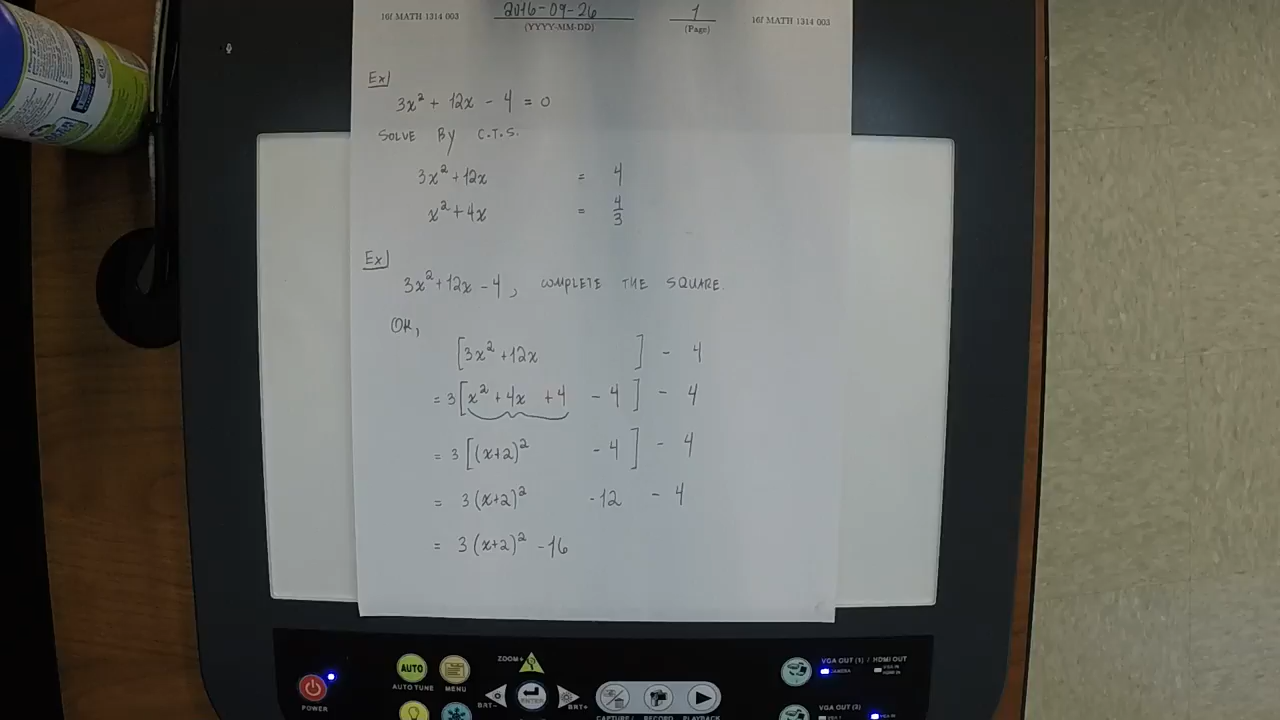 16f MATH 1314 003 2016-09-26 1 16f MATH 1314 003
(YYYY-MM-DD) (Page)
Ex)
3x² + 12x - 4 = 0
SOLVE BY C.T.S.
3x² + 12x = 4
x² + 4x = 4/3
Ex)
3x² + 12x - 4, COMPLETE THE SQUARE.
OK,
[3x² + 12x ] - 4
= 3[x² + 4x + 4 - 4] - 4
= 3[(x+2)² - 4] - 4
= 3(x+2)² - 12 - 4
= 3(x+2)² - 16
ZOOM+
AUTO
VGA OUT (1) / HDMI OUT
CAMERA
AUTO TUNE MENU
POWER
BRT- ENTER BRT+
VGA OUT (2)
CAPTURE / RECORD PLAYBACK